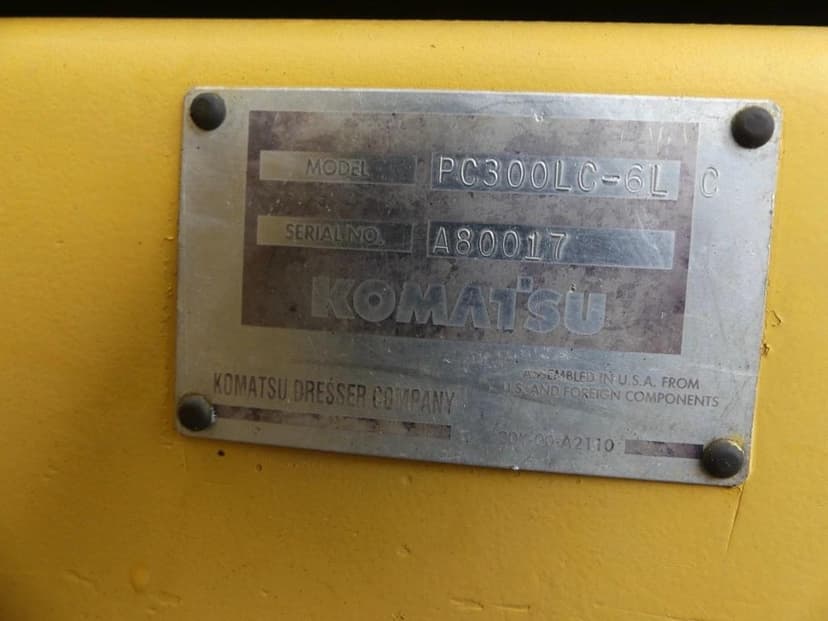 MODEL PC300LC-6L C
SERIAL NO. A80017
KOMATSU
KOMATSU DRESSER COMPANY
ASSEMBLED IN U.S.A. FROM
U.S. AND FOREIGN COMPONENTS